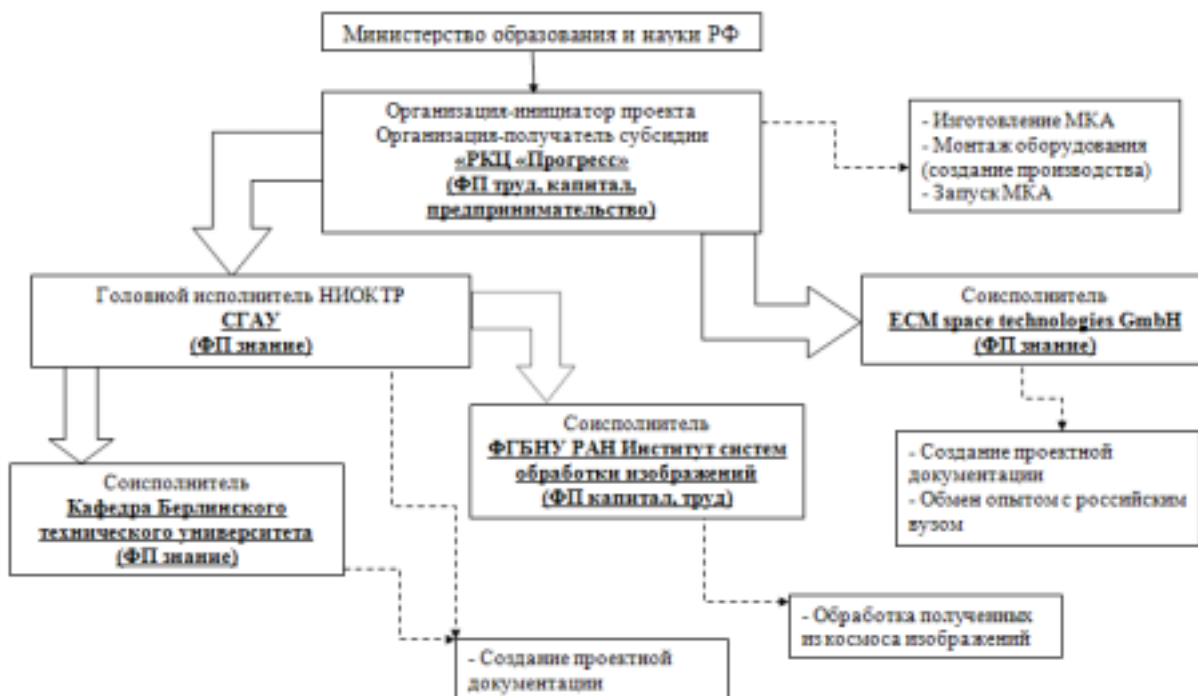 Министерство образования и науки РФ
Организация-инициатор проекта
Организация-получатель субсидии
«РКЦ «Прогресс»
(ФП труд, капитал,
предпринимательство)
- Изготовление МКА
- Монтаж оборудования
(создание производства)
- Запуск МКА
Головной исполнитель НИОКТР
СГАУ
(ФП знание)
Соисполнитель
ECM space technologies GmbH
(ФП знание)
Соисполнитель
ФГБНУ РАН Институт систем
обработки изображений
(ФП капитал, труд)
- Создание проектной
документации
- Обмен опытом с российским
вузом
Соисполнитель
Кафедра Берлинского
технического университета
(ФП знание)
- Обработка полученных
из космоса изображений
- Создание проектной
документации